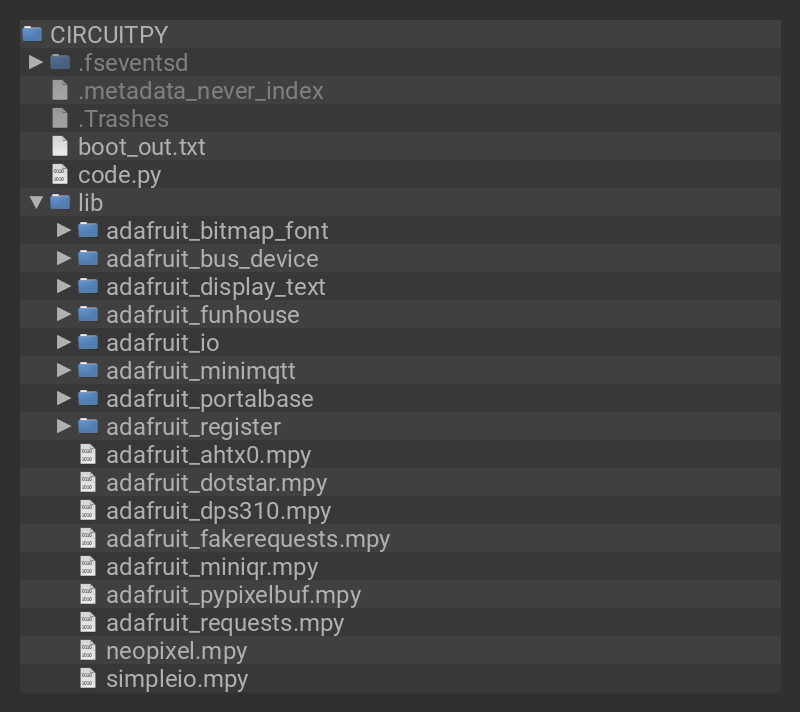 CIRCUITPY
.fseventsd
.metadata_never_index
.Trashes
boot_out.txt
code.py
lib
adafruit_bitmap_font
adafruit_bus_device
adafruit_display_text
adafruit_funhouse
adafruit_io
adafruit_minimqtt
adafruit_portalbase
adafruit_register
adafruit_ahtx0.mpy
adafruit_dotstar.mpy
adafruit_dps310.mpy
adafruit_fakerequests.mpy
adafruit_miniqr.mpy
adafruit_pypixelbuf.mpy
adafruit_requests.mpy
neopixel.mpy
simpleio.mpy